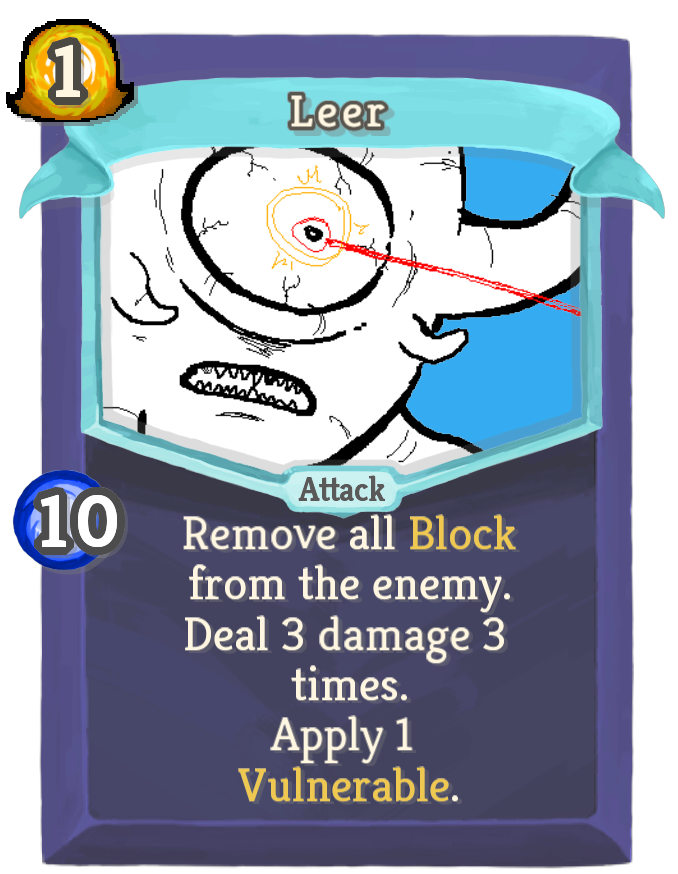 1
Leer
Attack
10
Remove all Block
from the enemy.
Deal 3 damage 3
times.
Apply 1
Vulnerable.